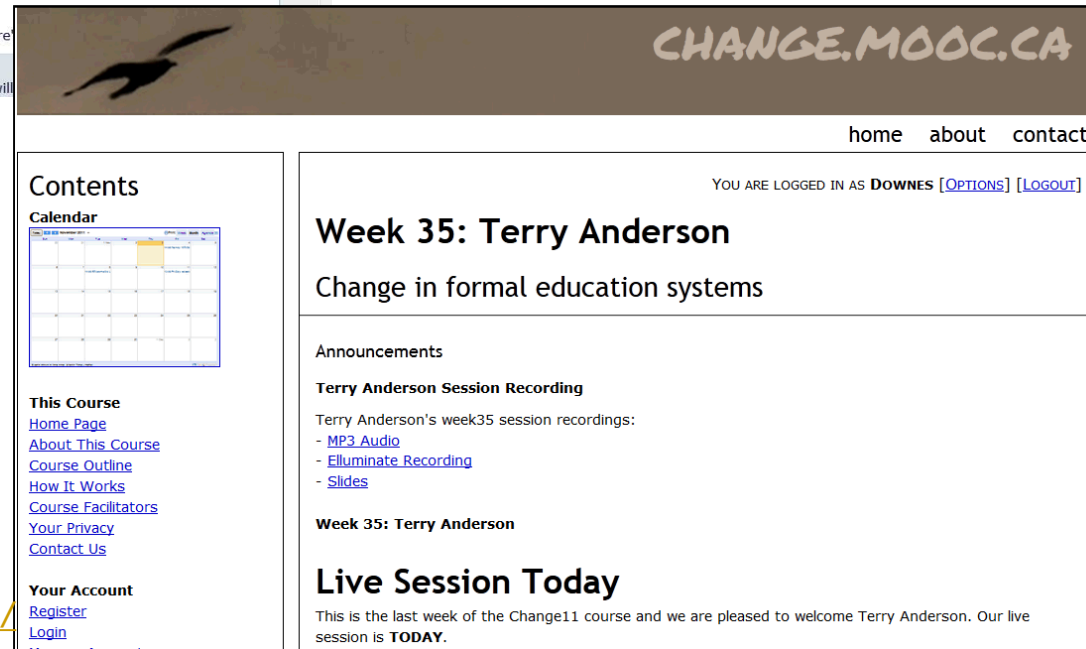 CHANGE.MOOC.CA
home about contact
Contents
Calendar
This Course
Home Page
About This Course
Course Outline
How It Works
Course Facilitators
Your Privacy
Contact Us
Your Account
Register
Login
YOU ARE LOGGED IN AS DOWNES [OPTIONS] [LOGOUT]
Week 35: Terry Anderson
Change in formal education systems
Announcements
Terry Anderson Session Recording
Terry Anderson's week35 session recordings:
- MP3 Audio
- Elluminate Recording
- Slides
Week 35: Terry Anderson
Live Session Today
This is the last week of the Change11 course and we are pleased to welcome Terry Anderson. Our live
session is TODAY.